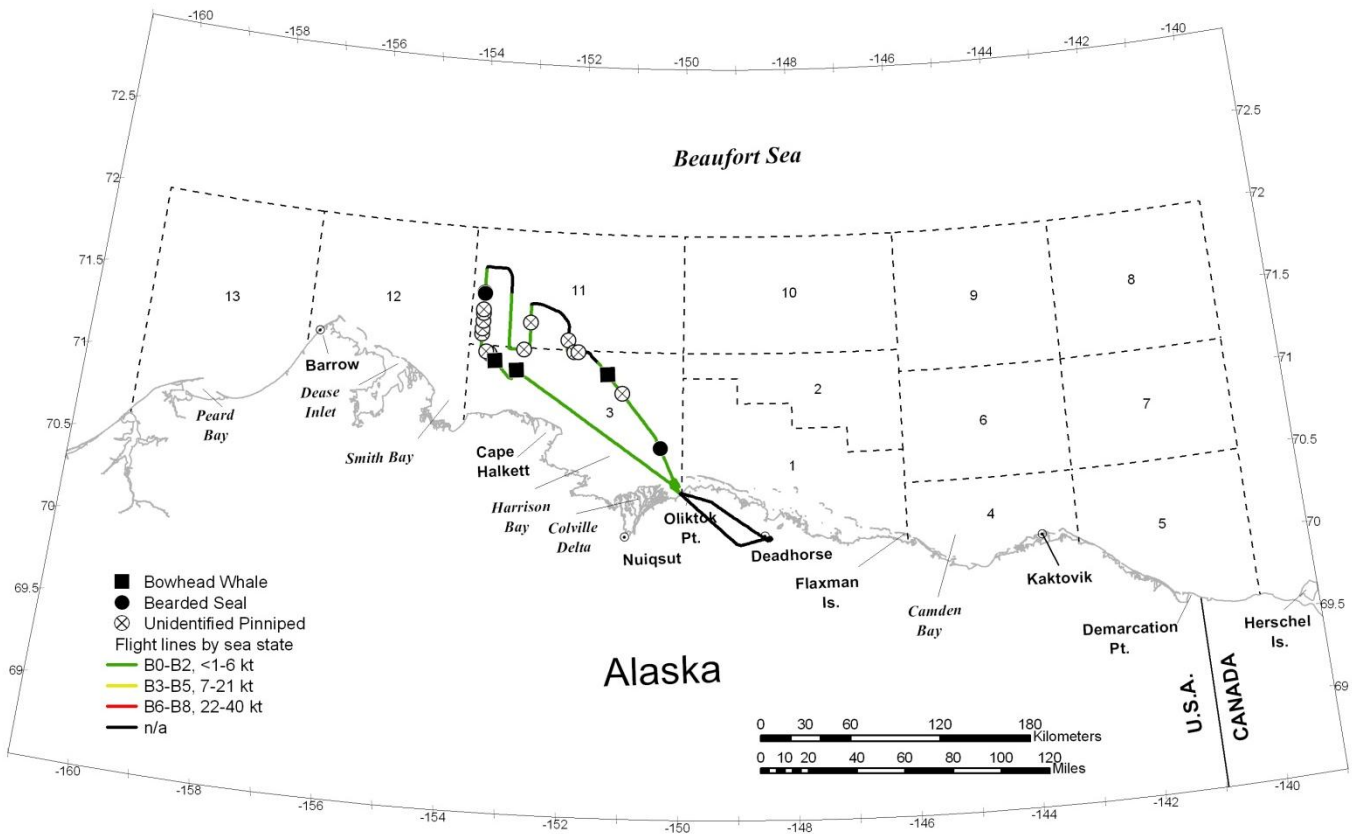 -160
-158
-156
-154
-152
-150
-148
-146
-144
-142
-140
72.5
72.5
72
72
Beaufort Sea
71.5
71.5
13
12
11
10
9
8
71
71
Barrow
Dease
Inlet
Peard
Bay
Smith Bay
3
2
6
7
70.5
70.5
Cape
Halkett
Harrison
Bay
Colville
Delta
Nuiqsut
Oliktok
Pt.
1
Deadhorse
Flaxman
Is.
Camden
Bay
4
Kaktovik
5
70
70
Demarcation
Pt.
Herschel
Is.
69.5
69.5
Bowhead Whale
Bearded Seal
Unidentified Pinniped
Flight lines by sea state
B0-B2, <1-6 kt
B3-B5, 7-21 kt
B6-B8, 22-40 kt
n/a
69
69
Alaska
U.S.A.
CANADA
0 30 60 120 180
Kilometers
0 10 20 40 60 80 100 120
Miles
-160
-158
-156
-154
-152
-150
-148
-146
-144
-142
-140